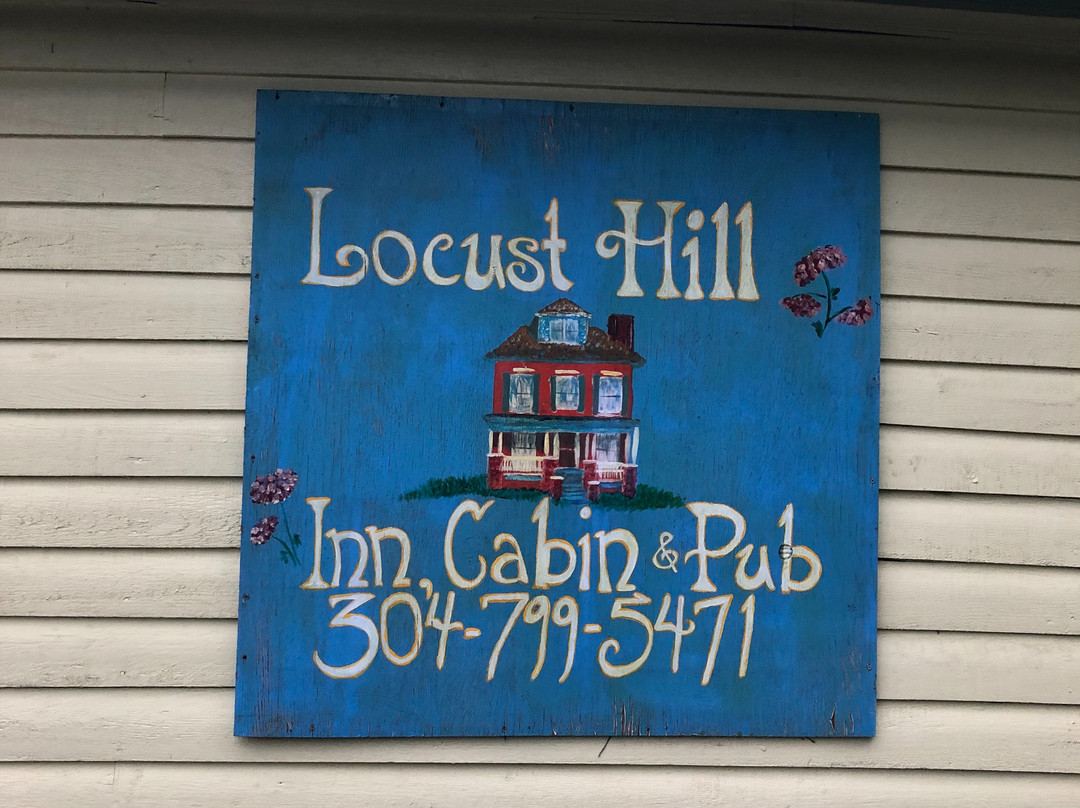 Locust Hill
Inn, Cabin & Pub
304-799-5471